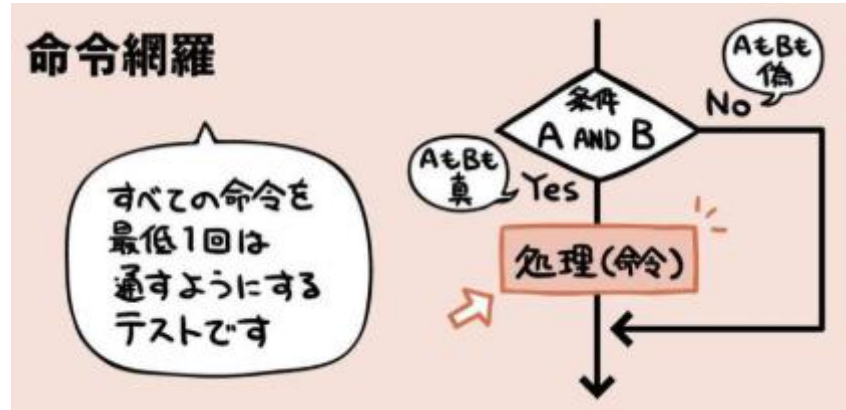 命令網羅
すべての命令を
最低1回は
通すようにする
テストです
条件
A AND B
AもBも
偽
No
AもBも
真
Yes
処理(命令)